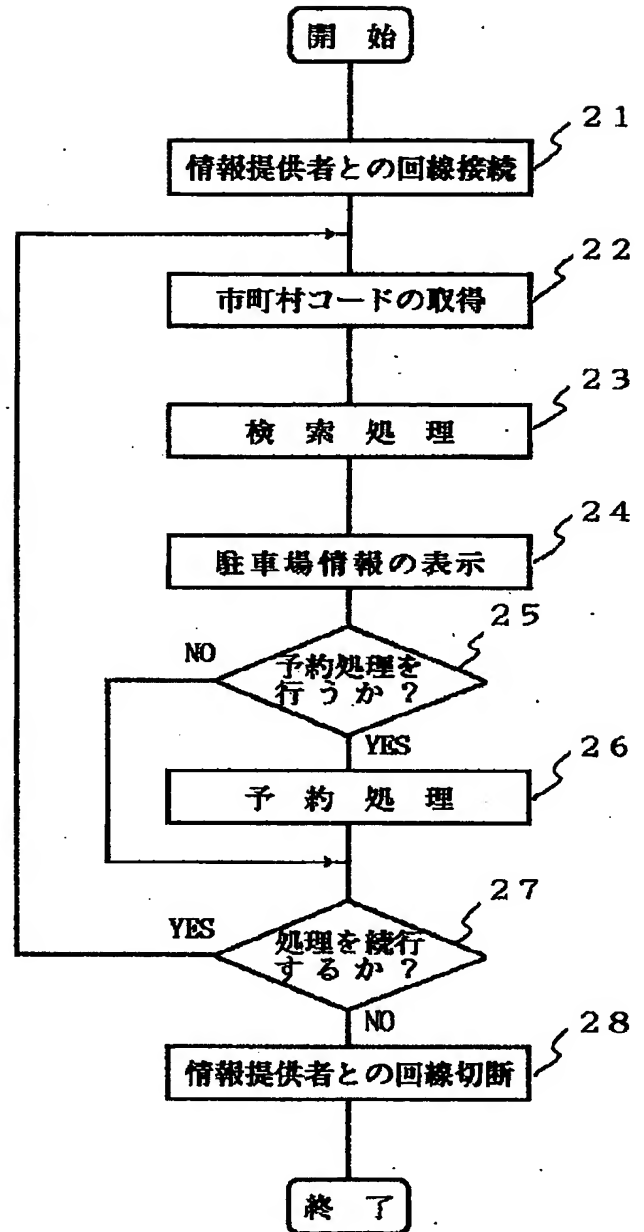 開 始
21
情報提供者との回線接続
22
市町村コードの取得
23
検 索 処 理
24
駐車場情報の表示
25
NO
予約処理を
行うか？
YES
26
予 約 処 理
27
YES
処理を続行
するか？
NO
28
情報提供者との回線切断
終 了